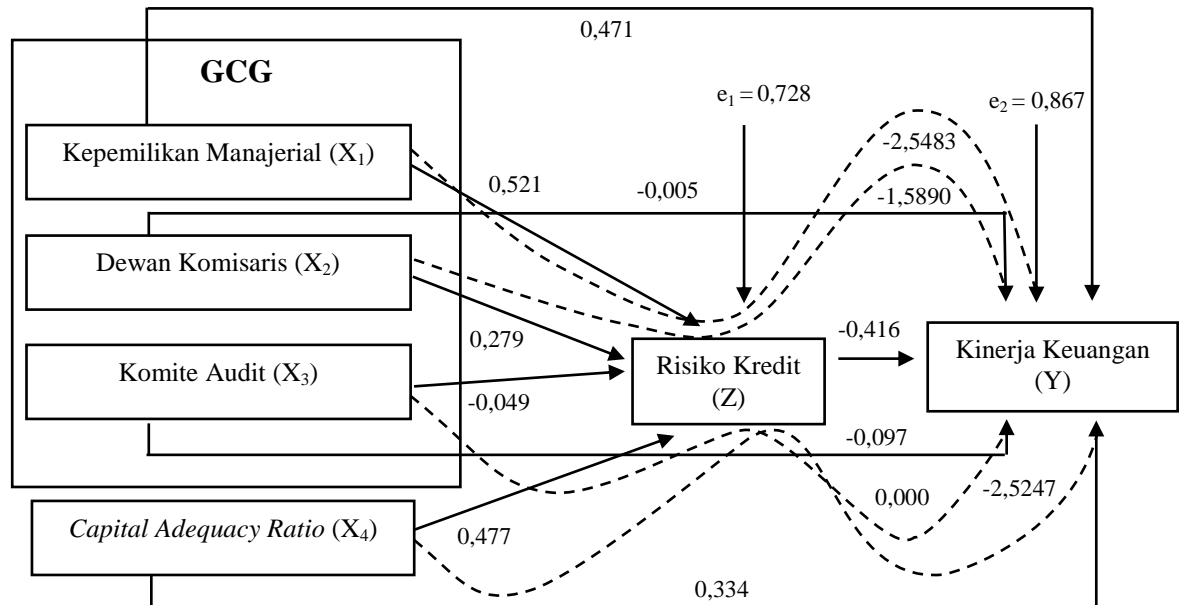 0,471
GCG
e1 = 0,728
e2 = 0,867
Kepemilikan Manajerial (X1)
-2,5483
0,521
-0,005
-1,5890
Dewan Komisaris (X2)
0,279
-0,416
Komite Audit (X3)
Risiko Kredit
(Z)
Kinerja Keuangan
(Y)
-0,049
-0,097
0,000
-2,5247
Capital Adequacy Ratio (X4)
0,477
0,334